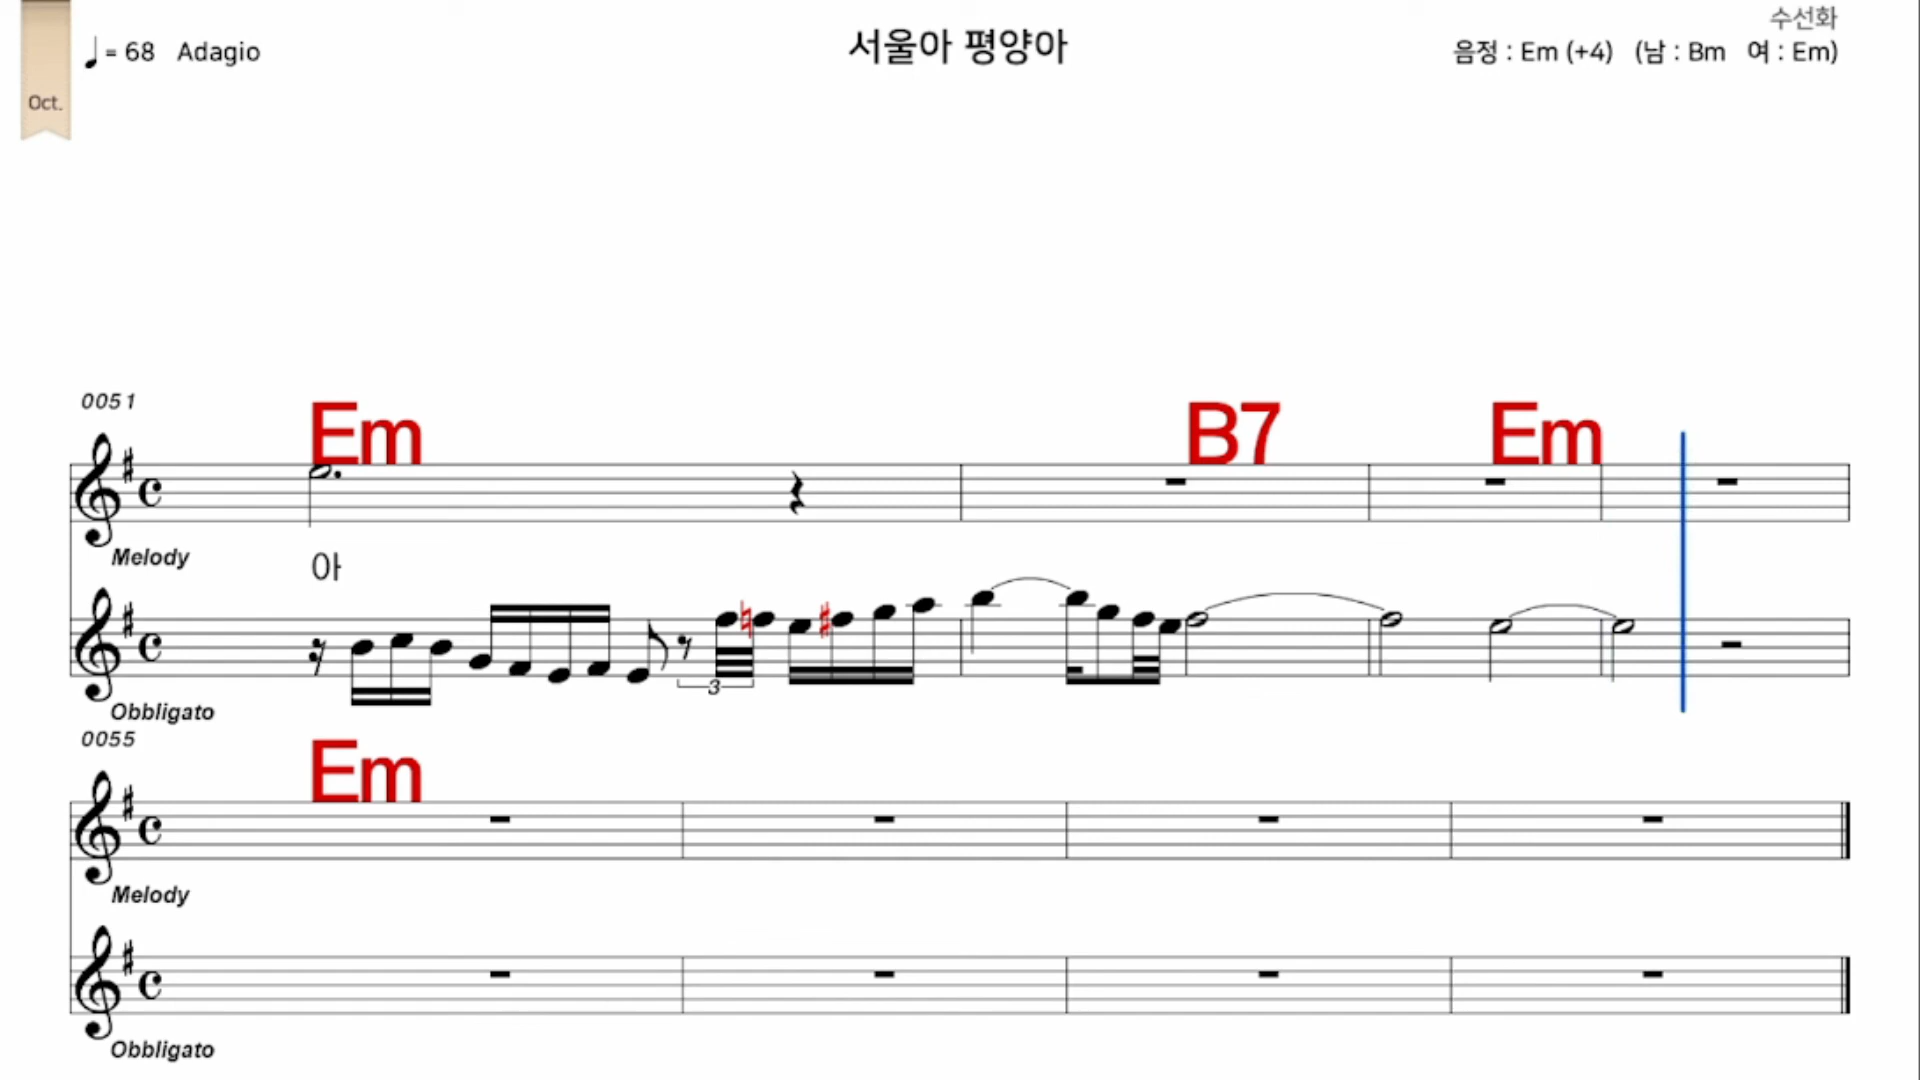 수선화
♩= 68 Adagio
서울아 평양아
음정 : Em (+4) (남 : Bm 여 : Em)
Oct.
0051
Em B7 Em
Melody
아
3
Obbligato
0055
Em
Melody
Obbligato